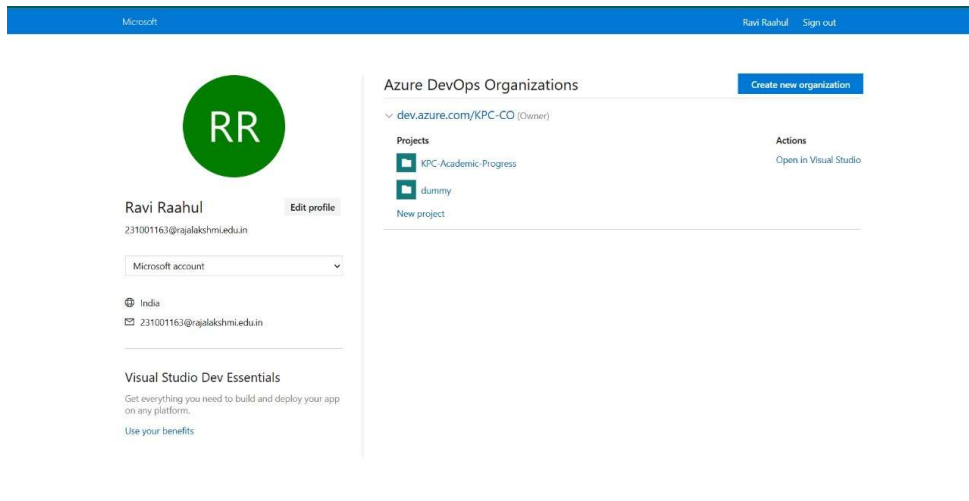 Microsoft
Ravi Raahul Sign out
RR
Ravi Raahul
Edit profile
231001163@rajalakshmi.edu.in
Microsoft account
India
231001163@rajalakshmi.edu.in
Visual Studio Dev Essentials
Get everything you need to build and deploy your app
on any platform.
Use your benefits
Azure DevOps Organizations
Create new organization
dev.azure.com/KPC-CO (Owner)
Projects
Actions
KPC-Academic-Progress
Open in Visual Studio
dummy
New project